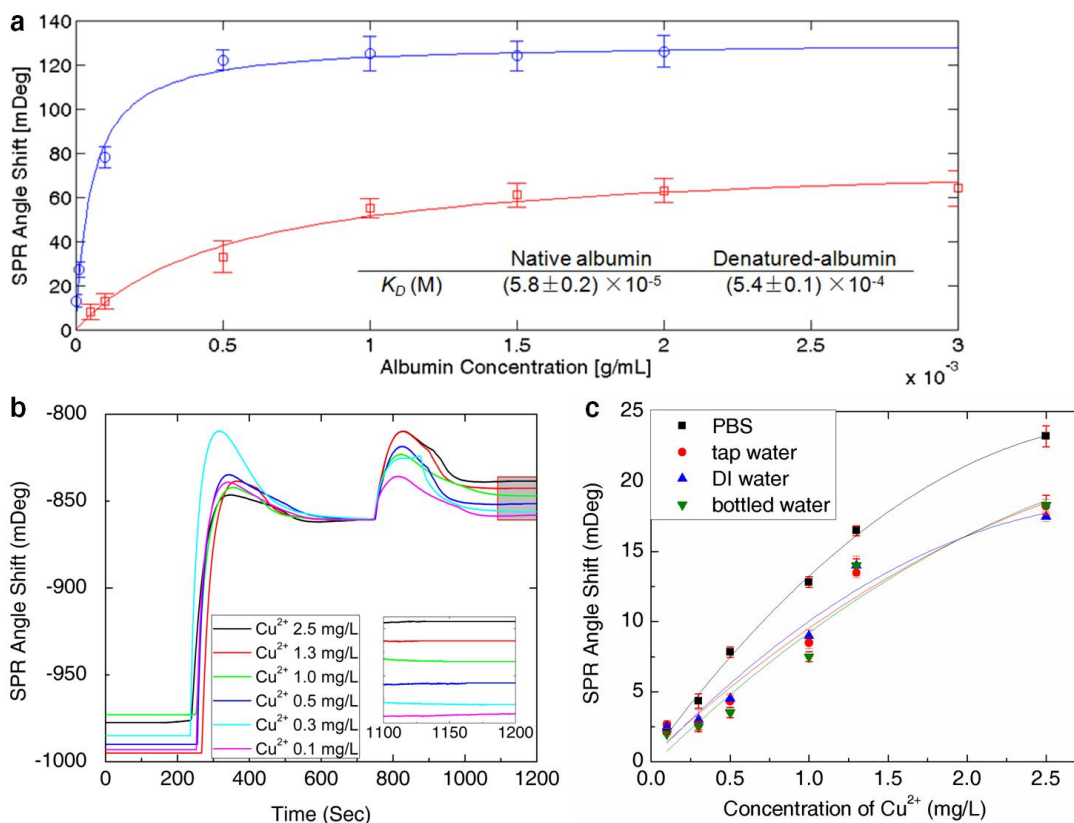 a
140
120
100
80
60
40
20
0
SPR Angle Shift [mDeg]
Native albumin Denatured-albumin
K_D (M) (5.8±0.2) ×10⁻⁵ (5.4±0.1) ×10⁻⁴
0 0.5 1 1.5 2 2.5 3
Albumin Concentration [g/mL]
x 10⁻³
b
-800
-850
-900
-950
-1000
SPR Angle Shift (mDeg)
Cu²⁺ 2.5 mg/L
Cu²⁺ 1.3 mg/L
Cu²⁺ 1.0 mg/L
Cu²⁺ 0.5 mg/L
Cu²⁺ 0.3 mg/L
Cu²⁺ 0.1 mg/L
1100 1200
0 200 400 600 800 1000 1200
Time (Sec)
c
25
20
15
10
5
0
SPR Angle Shift (mDeg)
PBS
tap water
DI water
bottled water
0.0 0.5 1.0 1.5 2.0 2.5
Concentration of Cu²⁺ (mg/L)